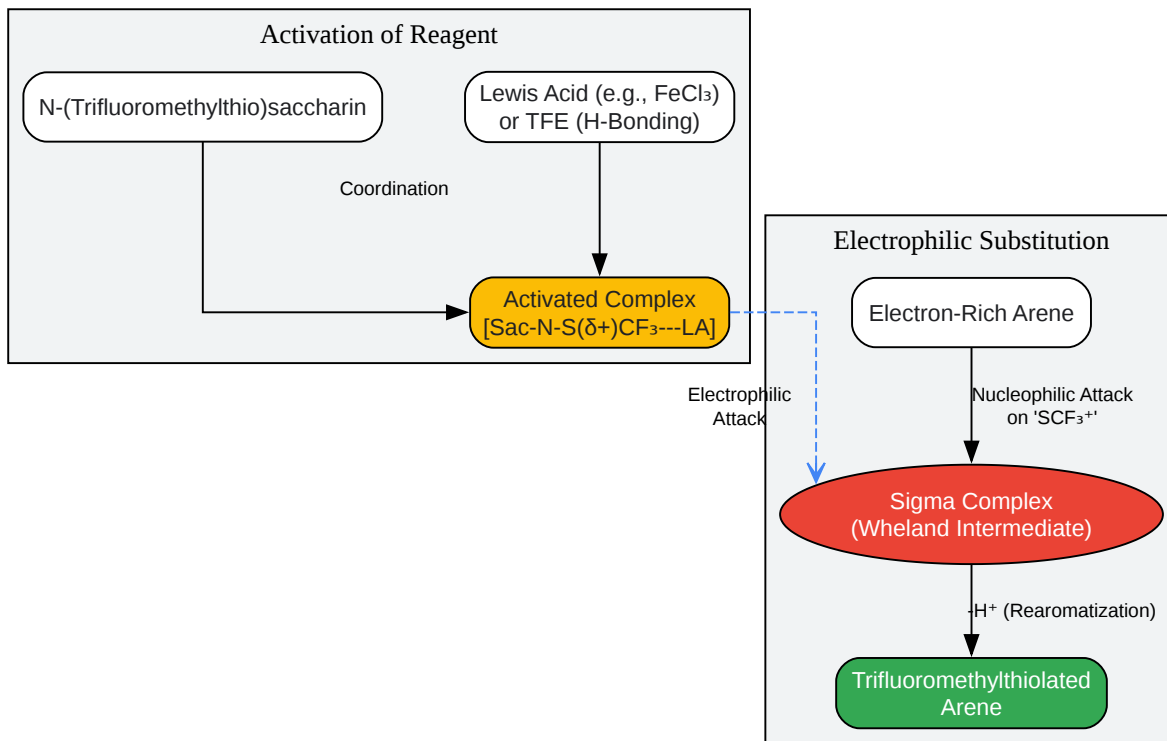 Activation of Reagent
N-(Trifluoromethylthio)saccharin
Lewis Acid (e.g., FeCl₃)
or TFE (H-Bonding)
Coordination
Activated Complex
[Sac-N-S(δ+)CF₃---LA]
Electrophilic
Attack
Electrophilic Substitution
Electron-Rich Arene
Nucleophilic Attack
on 'SCF₃⁺'
Sigma Complex
(Wheland Intermediate)
-H⁺ (Rearomatization)
Trifluoromethylthiolated
Arene